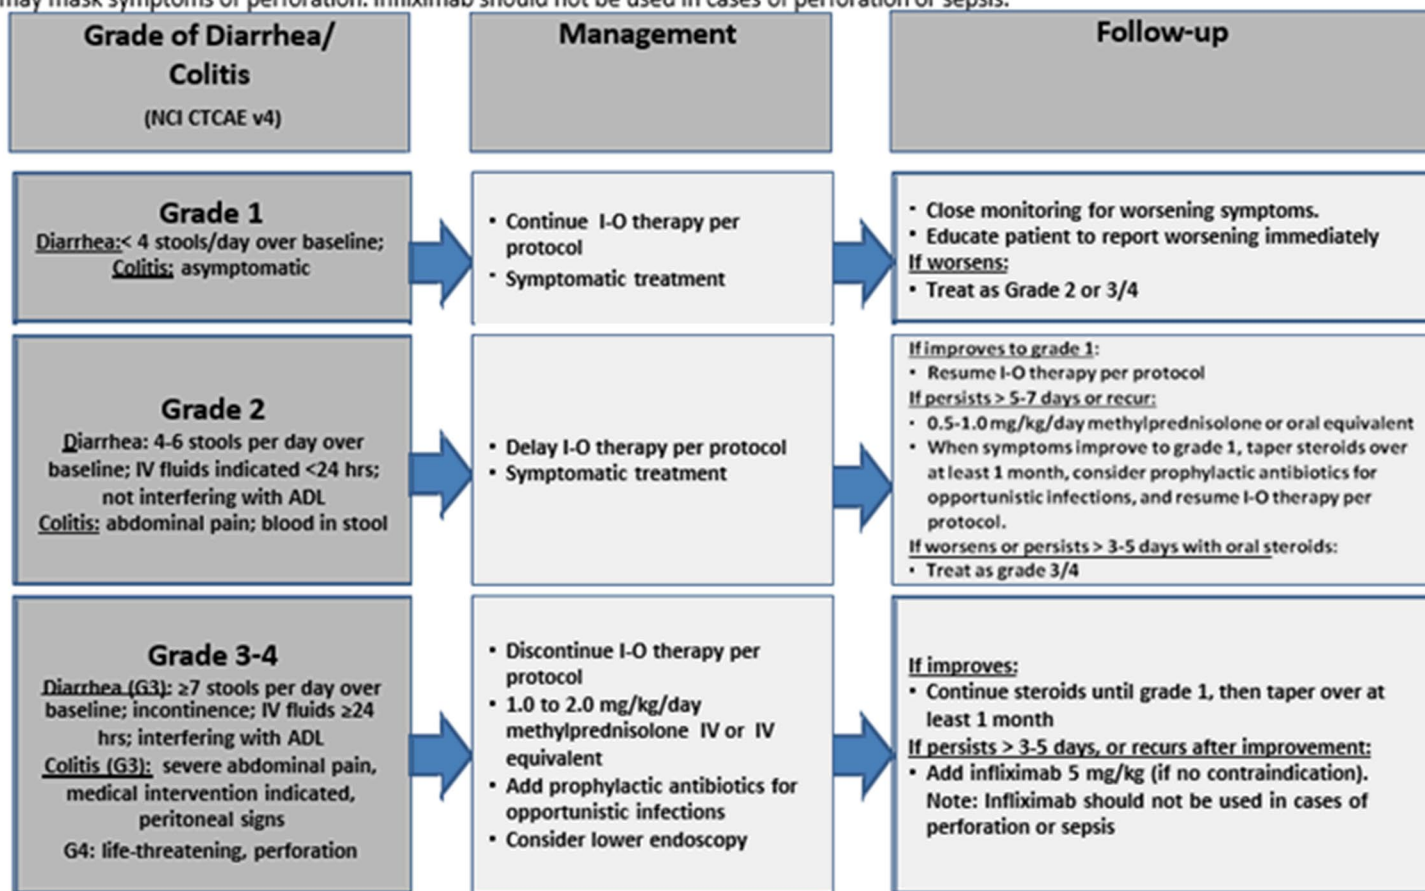 may mask symptoms of perforation. Infliximab should not be used in cases of perforation or sepsis.
Grade of Diarrhea/
Colitis
(NCI CTCAE v4)
Management
Follow-up
Grade 1
Diarrhea:< 4 stools/day over baseline;
Colitis: asymptomatic
• Continue I-O therapy per
protocol
• Symptomatic treatment
• Close monitoring for worsening symptoms.
• Educate patient to report worsening immediately
If worsens:
• Treat as Grade 2 or 3/4
Grade 2
Diarrhea: 4-6 stools per day over
baseline; IV fluids indicated <24 hrs;
not interfering with ADL
Colitis: abdominal pain; blood in stool
• Delay I-O therapy per protocol
• Symptomatic treatment
If improves to grade 1:
• Resume I-O therapy per protocol
If persists > 5-7 days or recur:
• 0.5-1.0 mg/kg/day methylprednisolone or oral equivalent
• When symptoms improve to grade 1, taper steroids over
at least 1 month, consider prophylactic antibiotics for
opportunistic infections, and resume I-O therapy per
protocol.
If worsens or persists > 3-5 days with oral steroids:
• Treat as grade 3/4
Grade 3-4
Diarrhea (G3): ≥7 stools per day over
baseline; incontinence; IV fluids ≥24
hrs; interfering with ADL
Colitis (G3): severe abdominal pain,
medical intervention indicated,
peritoneal signs
G4: life-threatening, perforation
• Discontinue I-O therapy per
protocol
• 1.0 to 2.0 mg/kg/day
methylprednisolone IV or IV
equivalent
• Add prophylactic antibiotics for
opportunistic infections
• Consider lower endoscopy
If improves:
• Continue steroids until grade 1, then taper over at
least 1 month
If persists > 3-5 days, or recurs after improvement:
• Add infliximab 5 mg/kg (if no contraindication).
Note: Infliximab should not be used in cases of
perforation or sepsis